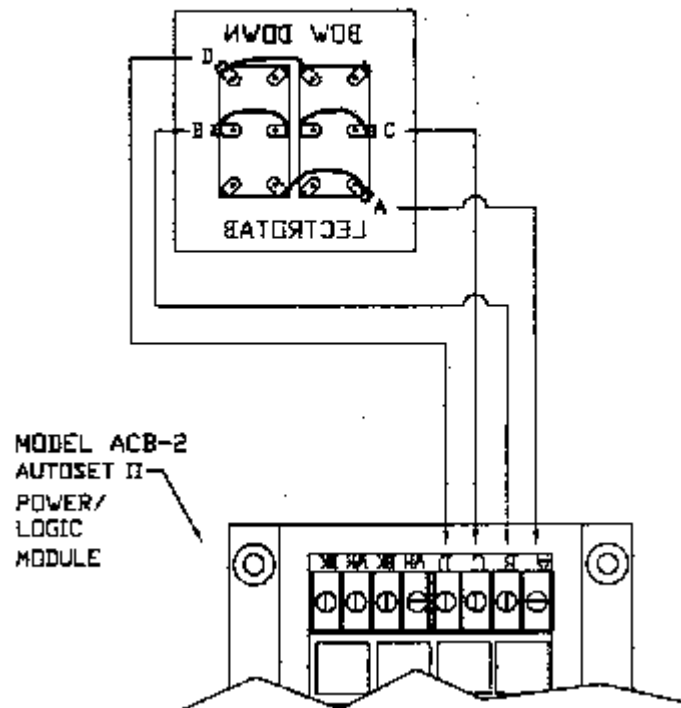 BOW DOWN
D
B
C
A
LECTROTAB
MODEL ACB-2
AUTOSET II
POWER/
LOGIC
MODULE
D C B A